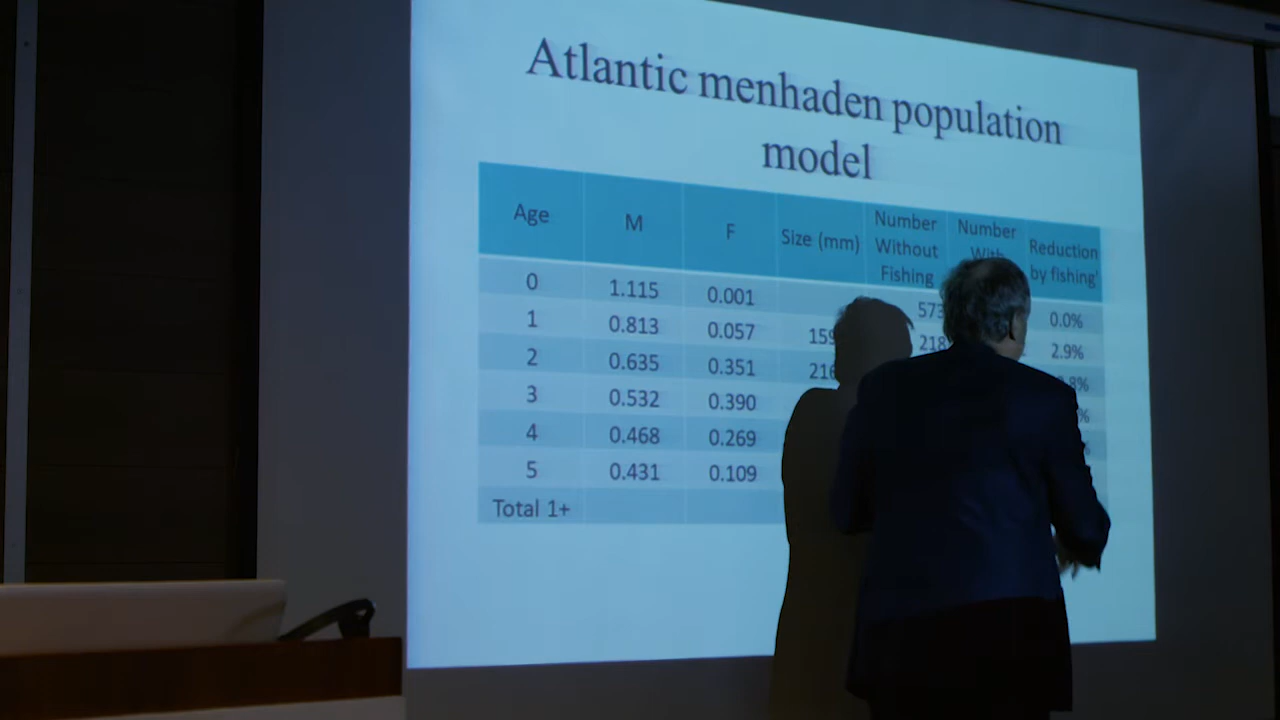 Atlantic menhaden population
model
Age M F Size (mm) Number Without Fishing Number With Reduction by fishing'
0 1.115 0.001 573 0.0%
1 0.813 0.057 159 218 2.9%
2 0.635 0.351 216 8%
3 0.532 0.390 %
4 0.468 0.269
5 0.431 0.109
Total 1+